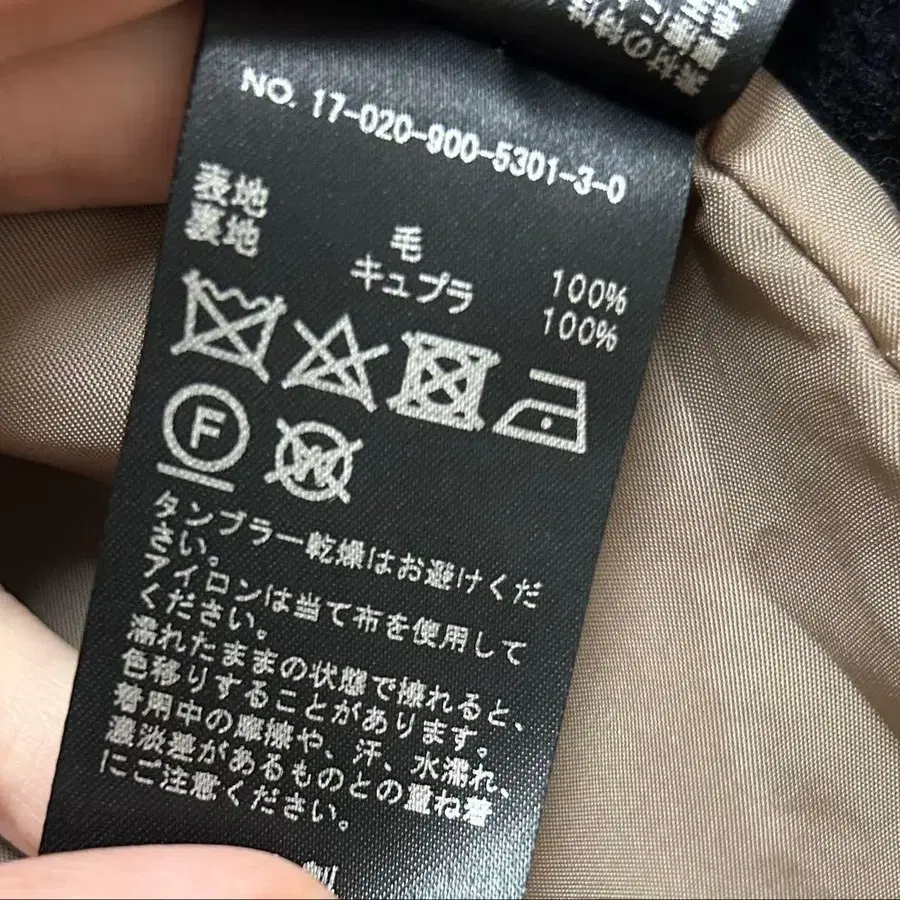 NO. 17-020-900-5301-3-0
表地 毛 100%
裏地 キュプラ 100%
F
W
タンブラー乾燥はお避けくだ
さい。
アイロンは当て布を使用して
ください。
濡れたままの状態で擦れると、
色移りすることがあります。
着用中の摩擦や、汗、水濡れ、
濃淡差があるものとの重ね着
にご注意ください。